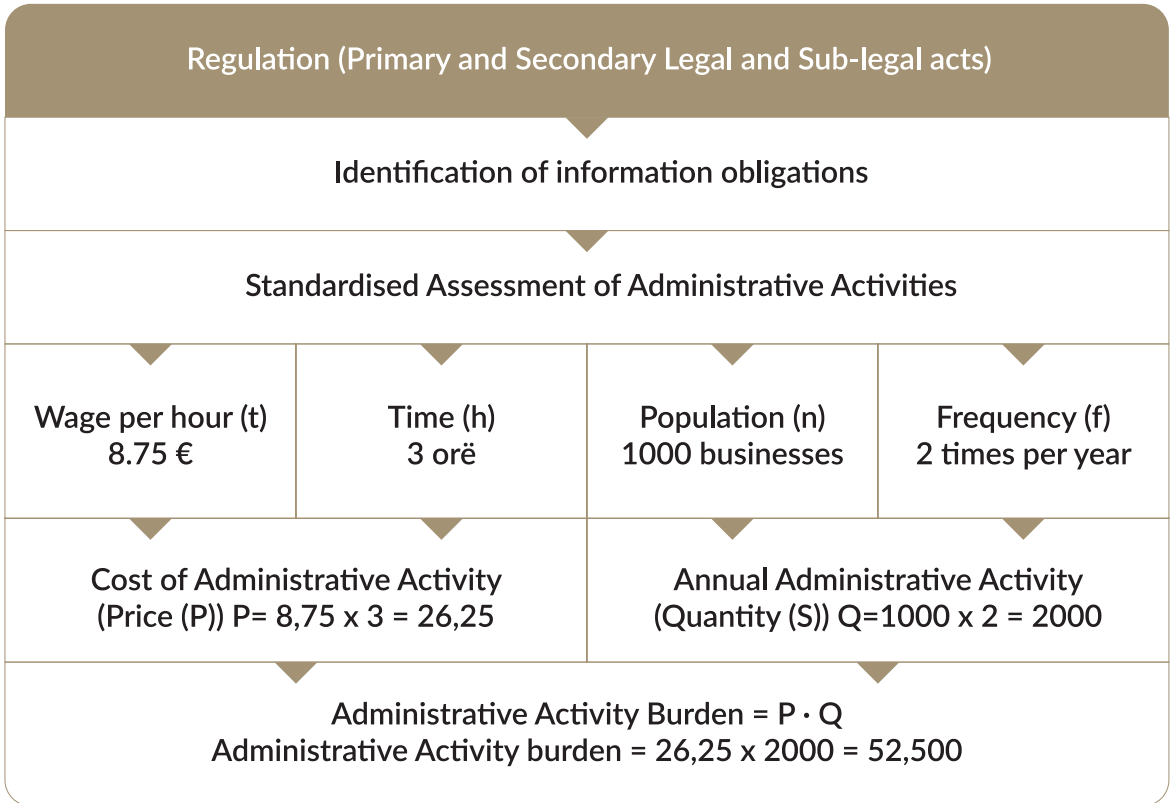 Regulation (Primary and Secondary Legal and Sub-legal acts)
Identification of information obligations
Standardised Assessment of Administrative Activities
Wage per hour (t)
8.75 €
Time (h)
3 orë
Population (n)
1000 businesses
Frequency (f)
2 times per year
Cost of Administrative Activity
(Price (P)) P= 8,75 x 3 = 26,25
Annual Administrative Activity
(Quantity (S)) Q=1000 x 2 = 2000
Administrative Activity Burden = P · Q
Administrative Activity burden = 26,25 x 2000 = 52,500